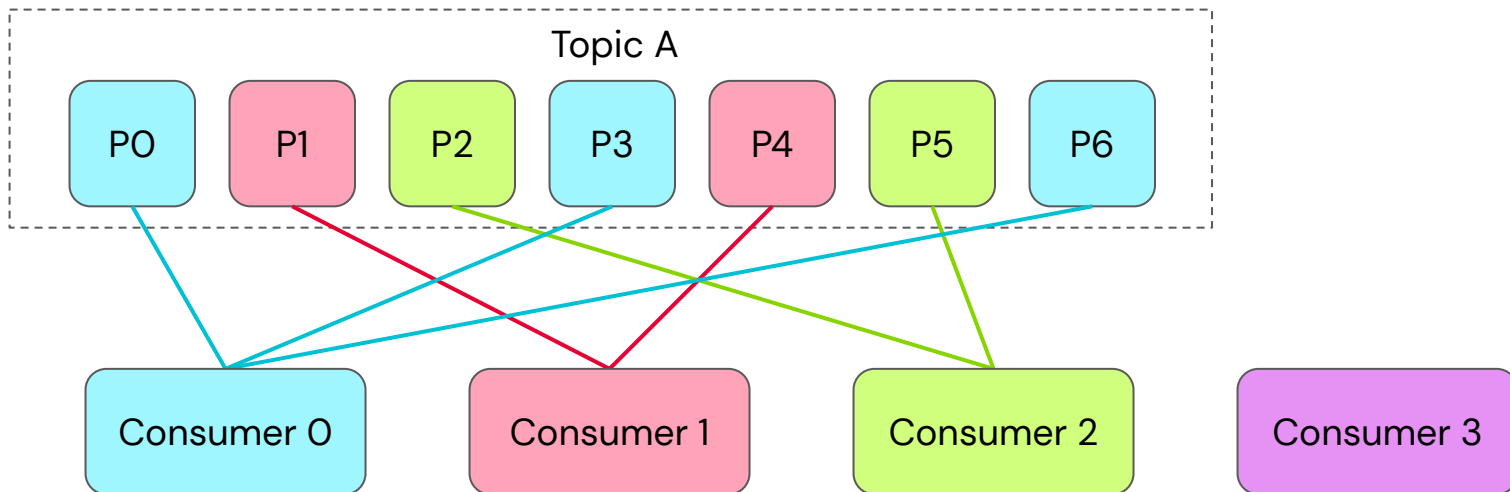 Topic A
P0
P1
P2
P3
P4
P5
P6
Consumer 0
Consumer 1
Consumer 2
Consumer 3